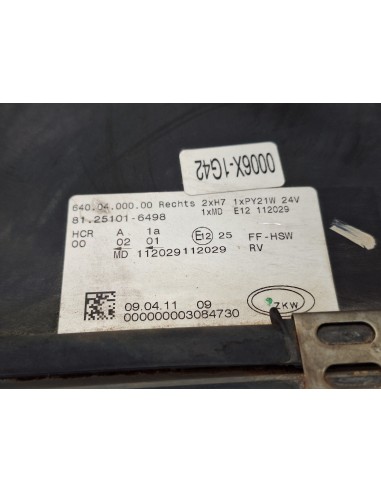 0006X-1G42
640.04.000.00 Rechts 2xH7 1xPY21W 24V
81.25101-6498 1xMD E12 112029
HCR A 1a E12 25 FF-HSW
00 02 01 RV
MD 112029112029
09.04.11 09
ZKW
000000003084730